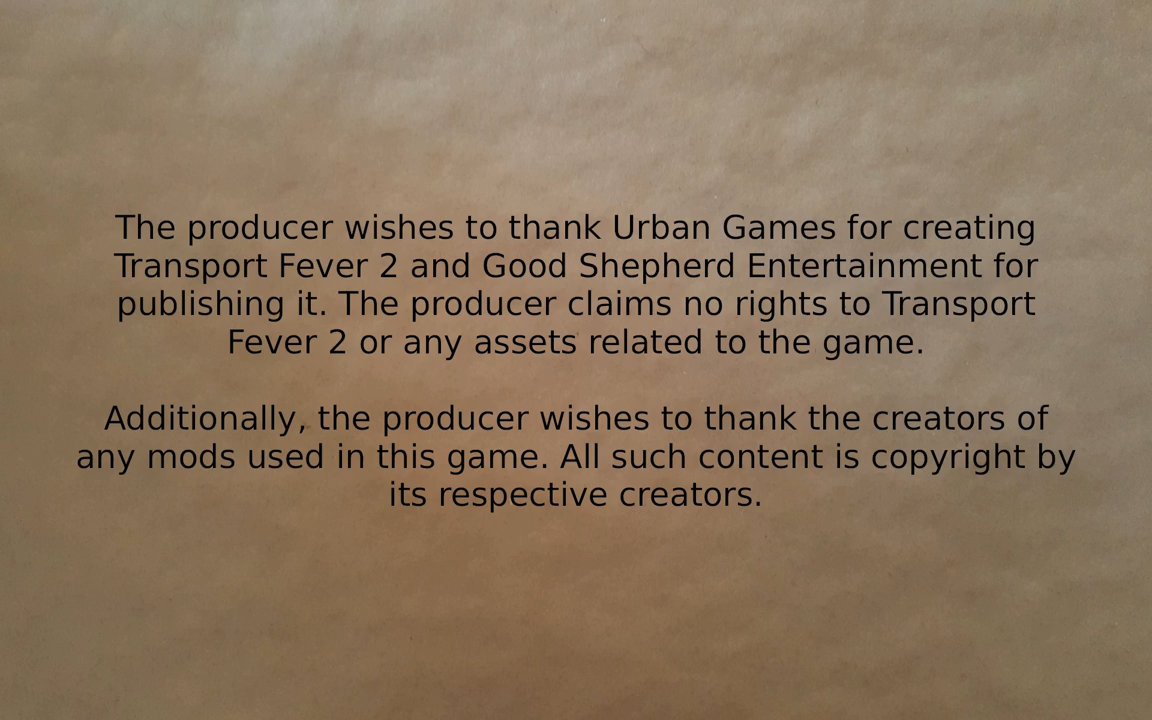 The producer wishes to thank Urban Games for creating
Transport Fever 2 and Good Shepherd Entertainment for
publishing it. The producer claims no rights to Transport
Fever 2 or any assets related to the game.
Additionally, the producer wishes to thank the creators of
any mods used in this game. All such content is copyright by
its respective creators.